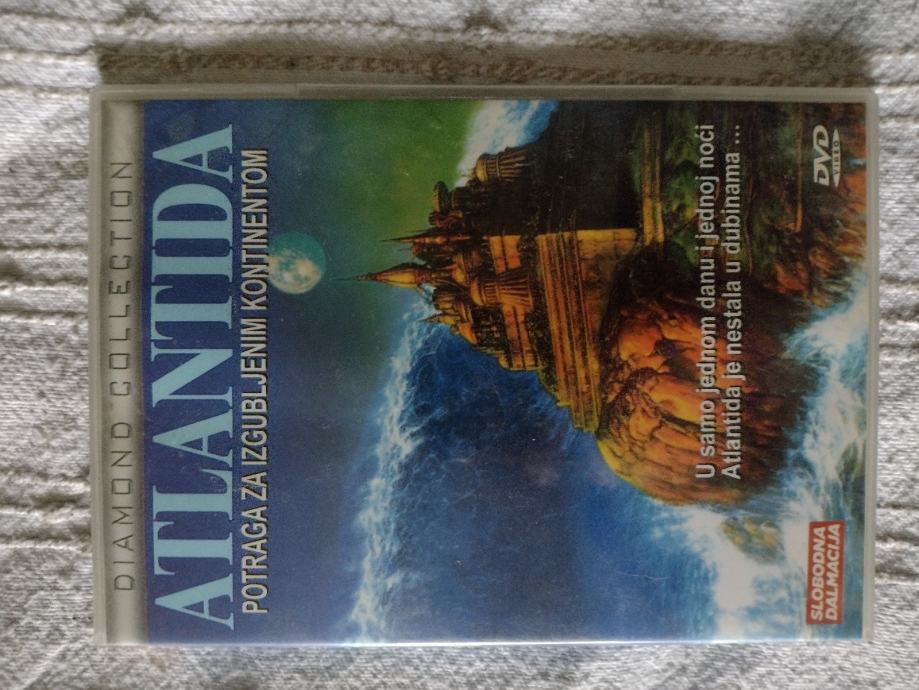 DIAMOND COLLECTION
ATLANTIDA
POTRAGA ZA IZGUBLJENIM KONTINENTOM
U samo jednom danu i jednoj noći
Atlantida je nestala u dubinama ...
SLOBODNA
DALMACIJA
DVD
VIDEO